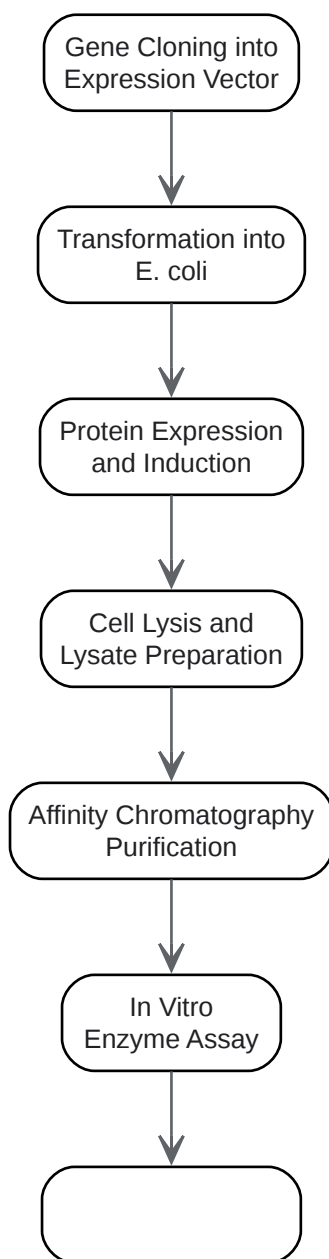 Gene Cloning into
Expression Vector
Transformation into
E. coli
Protein Expression
and Induction
Cell Lysis and
Lysate Preparation
Affinity Chromatography
Purification
In Vitro
Enzyme Assay